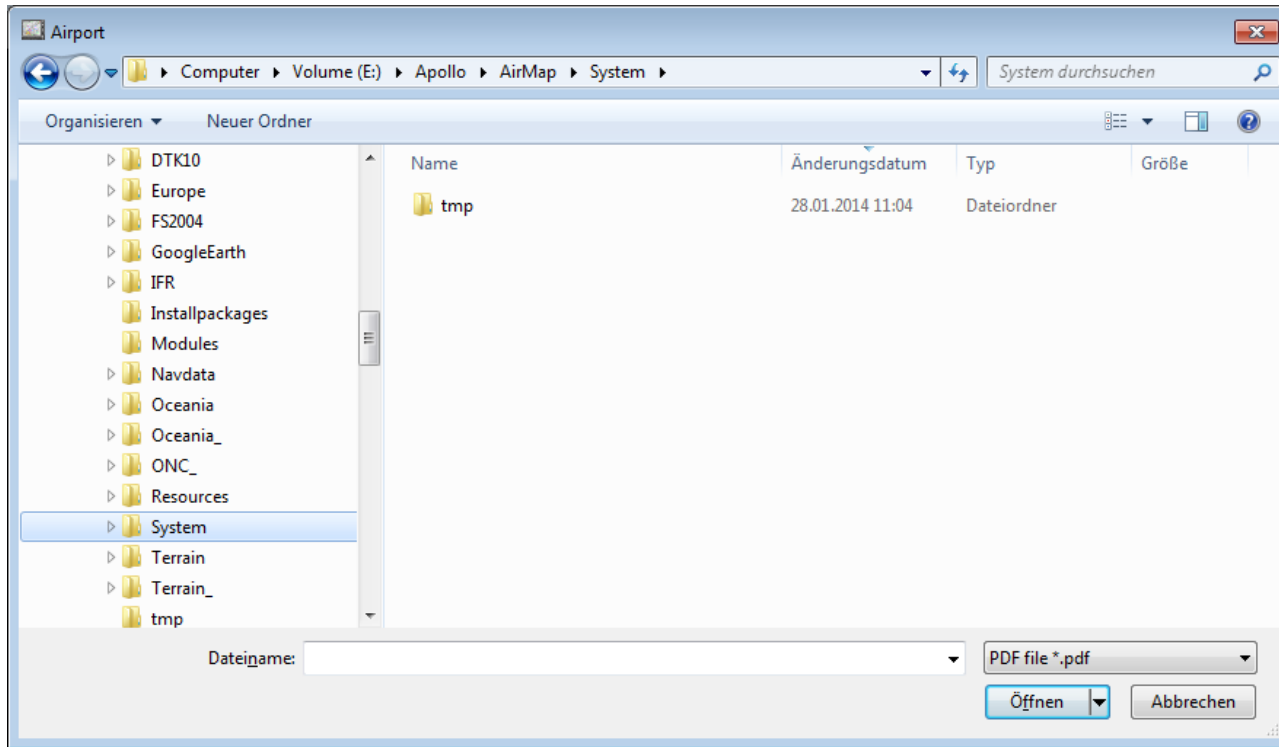 Airport
Computer Volume (E:) Apollo AirMap System System durchsuchen
Organisieren Neuer Ordner
Name Änderungsdatum Typ Größe
DTK10
Europe
FS2004
GoogleEarth
IFR
Installpackages
Modules
Navdata
Oceania
Oceania_
ONC_
Resources
System
Terrain
Terrain_
tmp
tmp 28.01.2014 11:04 Dateiordner
Dateiname: PDF file *.pdf
Öffnen Abbrechen